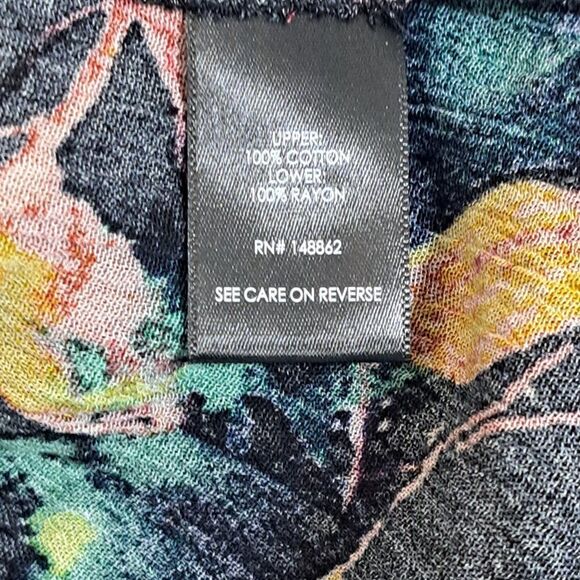 UPPER:
100% COTTON
LOWER:
100% RAYON
RN# 148862
SEE CARE ON REVERSE